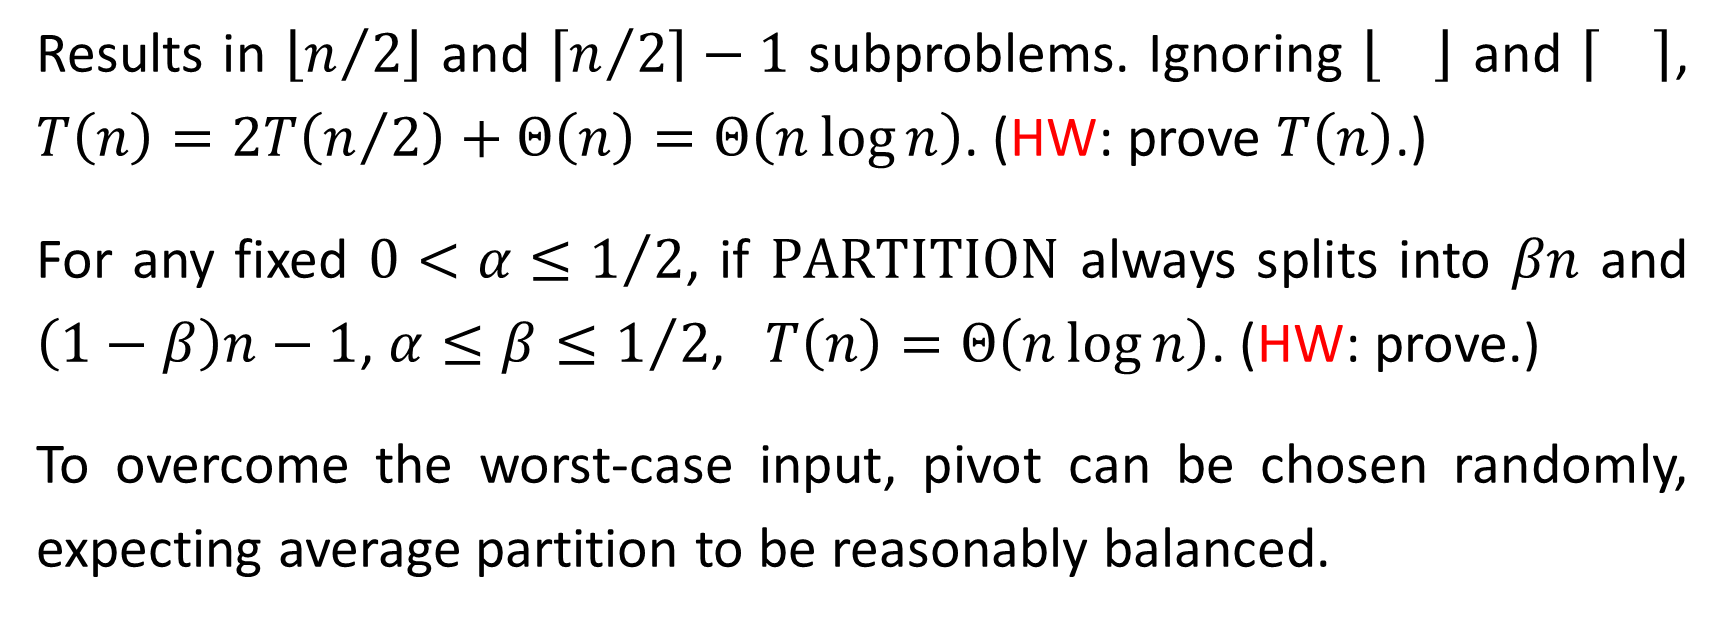 Results in ⌊𝑛/2⌋ and ⌈𝑛/2⌉ − 1 subproblems. Ignoring ⌊ ⌋ and ⌈ ⌉,
𝑇(𝑛) = 2𝑇(𝑛/2) + Θ(𝑛) = Θ(𝑛 log 𝑛). (HW: prove 𝑇(𝑛).)
For any fixed 0 < 𝛼 ≤ 1/2, if PARTITION always splits into 𝛽𝑛 and
(1 − 𝛽)𝑛 − 1, 𝛼 ≤ 𝛽 ≤ 1/2, 𝑇(𝑛) = Θ(𝑛 log 𝑛). (HW: prove.)
To overcome the worst-case input, pivot can be chosen randomly,
expecting average partition to be reasonably balanced.